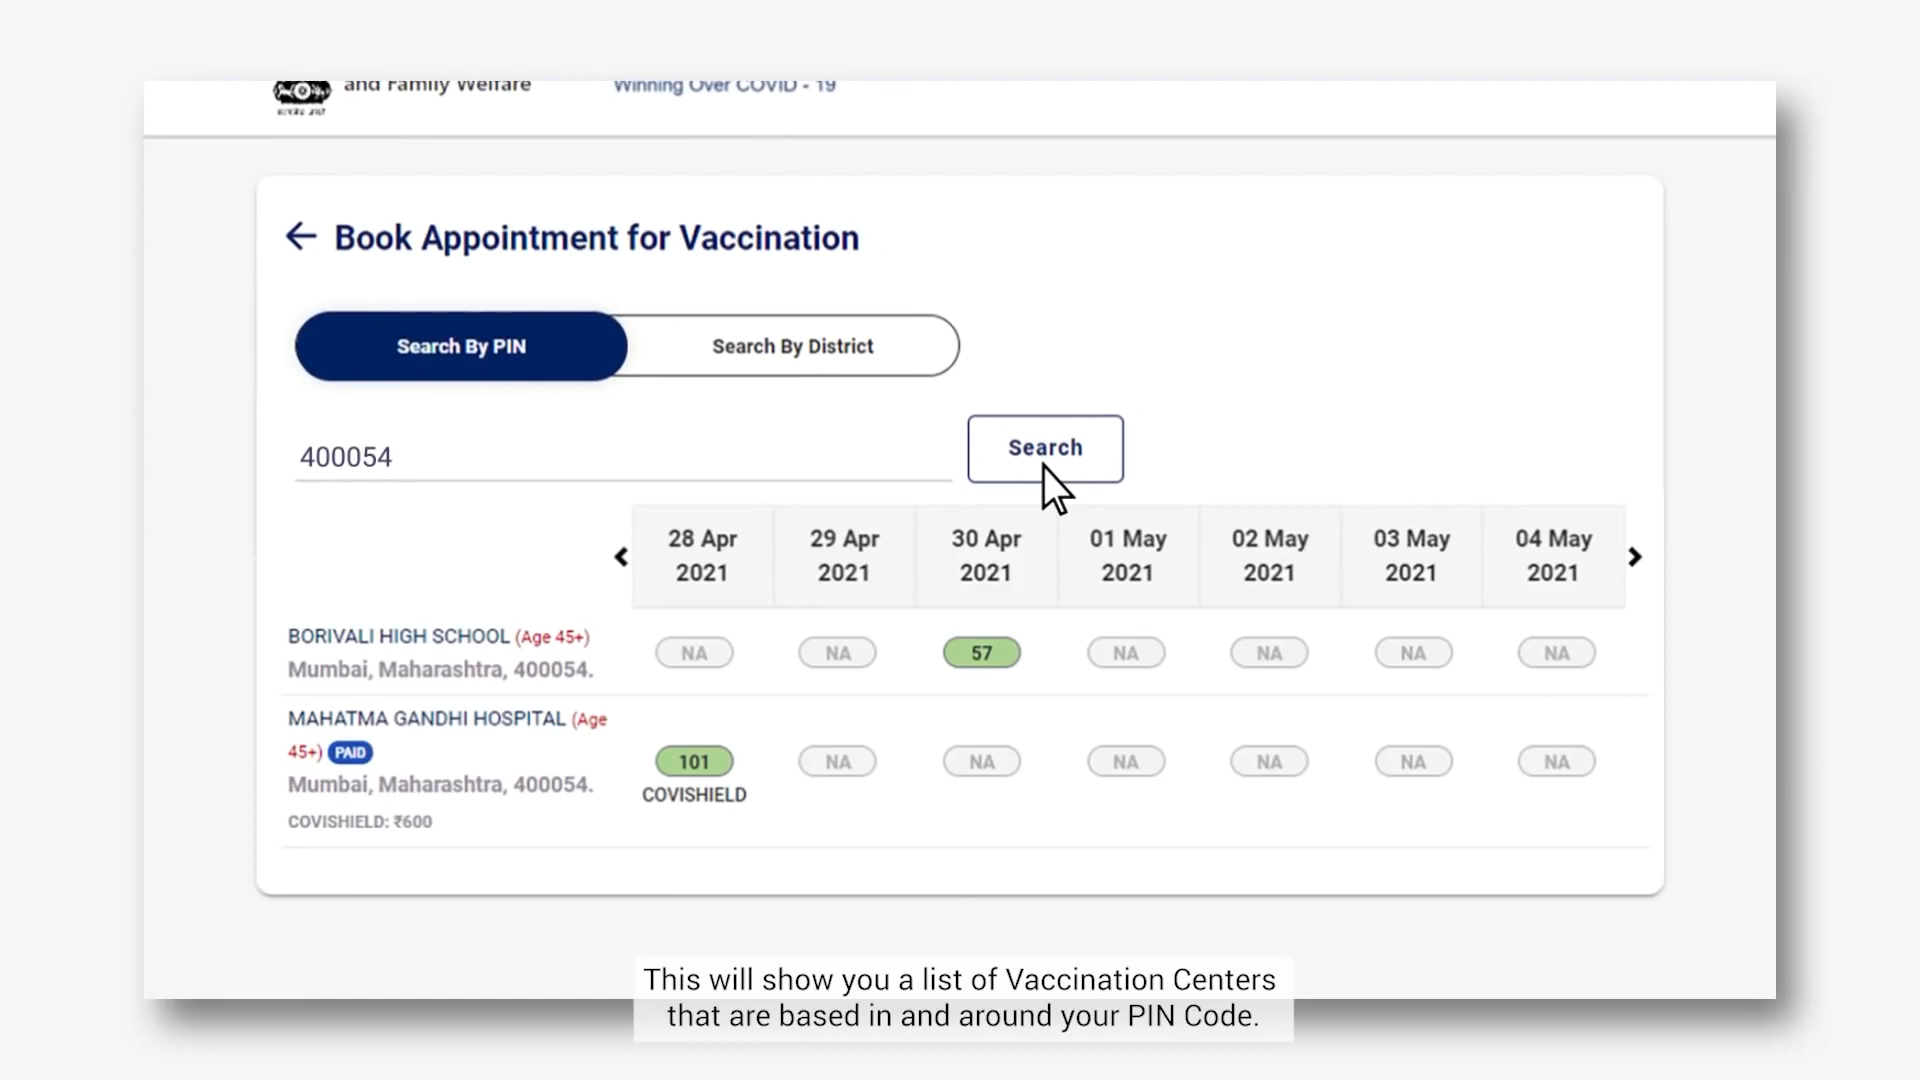 and Family Welfare
Winning Over COVID - 19
Book Appointment for Vaccination
Search By PIN
Search By District
400054
Search
28 Apr 2021
29 Apr 2021
30 Apr 2021
01 May 2021
02 May 2021
03 May 2021
04 May 2021
BORIVALI HIGH SCHOOL (Age 45+)
Mumbai, Maharashtra, 400054.
NA NA 57 NA NA NA NA
MAHATMA GANDHI HOSPITAL (Age
45+) PAID
Mumbai, Maharashtra, 400054.
COVISHIELD: ₹600
101 NA NA NA NA NA NA
COVISHIELD
This will show you a list of Vaccination Centers
that are based in and around your PIN Code.